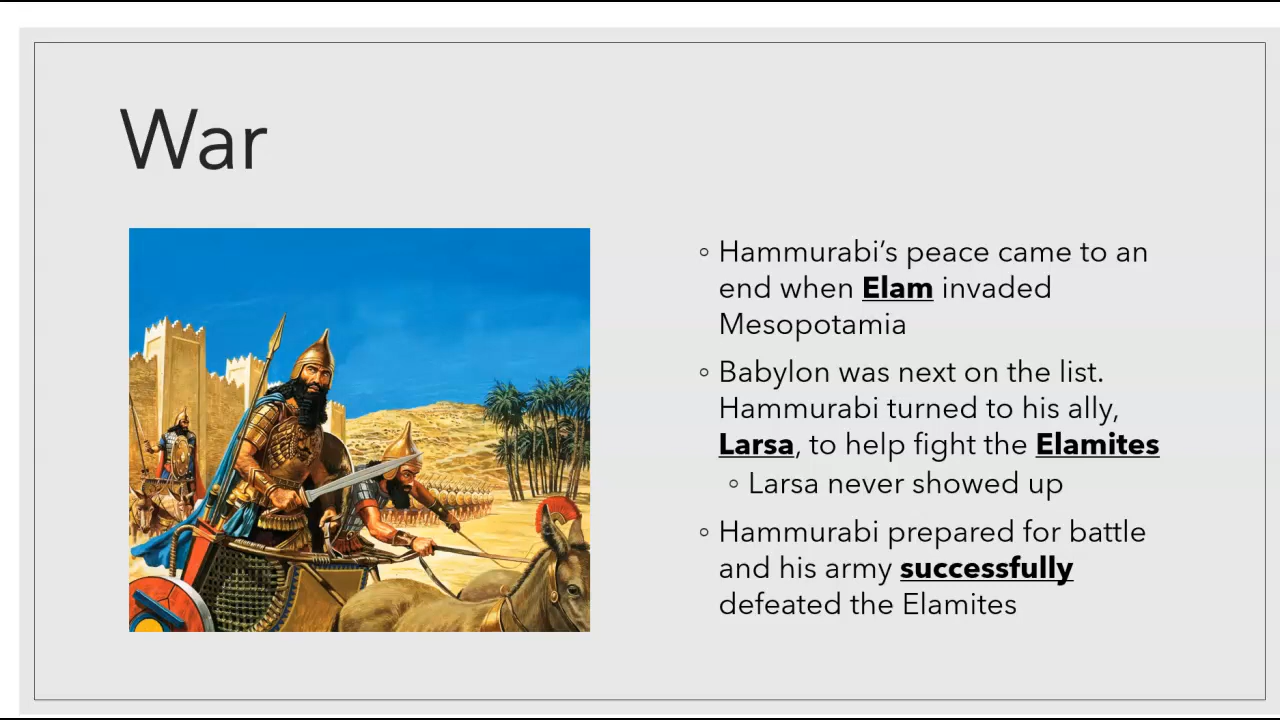 War
◦ Hammurabi’s peace came to an
end when Elam invaded
Mesopotamia
◦ Babylon was next on the list.
Hammurabi turned to his ally,
Larsa, to help fight the Elamites
◦ Larsa never showed up
◦ Hammurabi prepared for battle
and his army successfully
defeated the Elamites